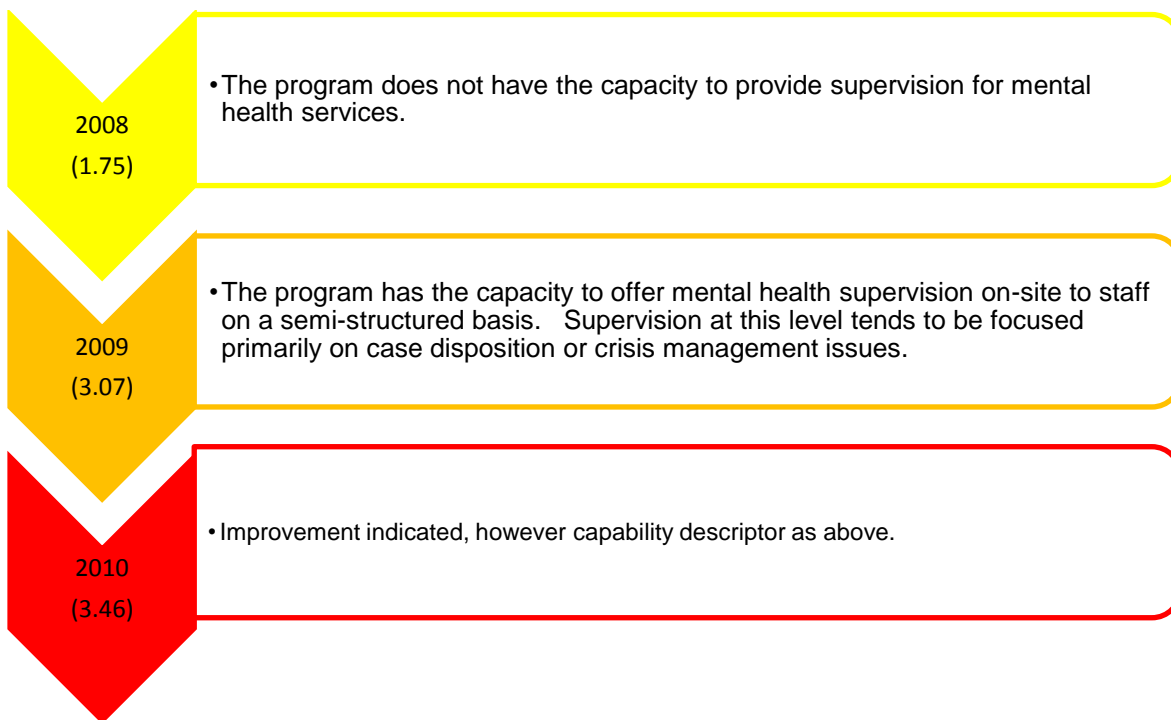 2008
(1.75)
•The program does not have the capacity to provide supervision for mental
health services.
2009
(3.07)
•The program has the capacity to offer mental health supervision on-site to staff
on a semi-structured basis.   Supervision at this level tends to be focused
primarily on case disposition or crisis management issues.
2010
(3.46)
•Improvement indicated, however capability descriptor as above.